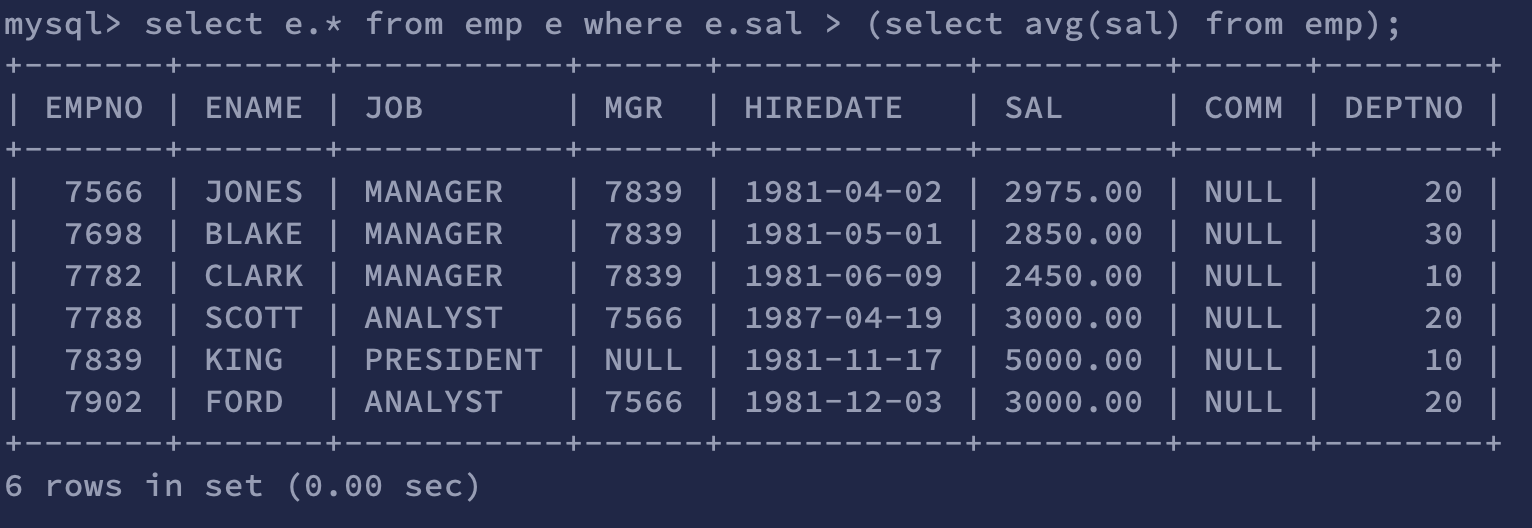 mysql> select e.* from emp e where e.sal > (select avg(sal) from emp);
+-------+-------+-----------+------+------------+---------+------+--------+
| EMPNO | ENAME | JOB       | MGR  | HIREDATE   | SAL     | COMM | DEPTNO |
+-------+-------+-----------+------+------------+---------+------+--------+
|  7566 | JONES | MANAGER   | 7839 | 1981-04-02 | 2975.00 | NULL |     20 |
|  7698 | BLAKE | MANAGER   | 7839 | 1981-05-01 | 2850.00 | NULL |     30 |
|  7782 | CLARK | MANAGER   | 7839 | 1981-06-09 | 2450.00 | NULL |     10 |
|  7788 | SCOTT | ANALYST   | 7566 | 1987-04-19 | 3000.00 | NULL |     20 |
|  7839 | KING  | PRESIDENT | NULL | 1981-11-17 | 5000.00 | NULL |     10 |
|  7902 | FORD  | ANALYST   | 7566 | 1981-12-03 | 3000.00 | NULL |     20 |
+-------+-------+-----------+------+------------+---------+------+--------+
6 rows in set (0.00 sec)